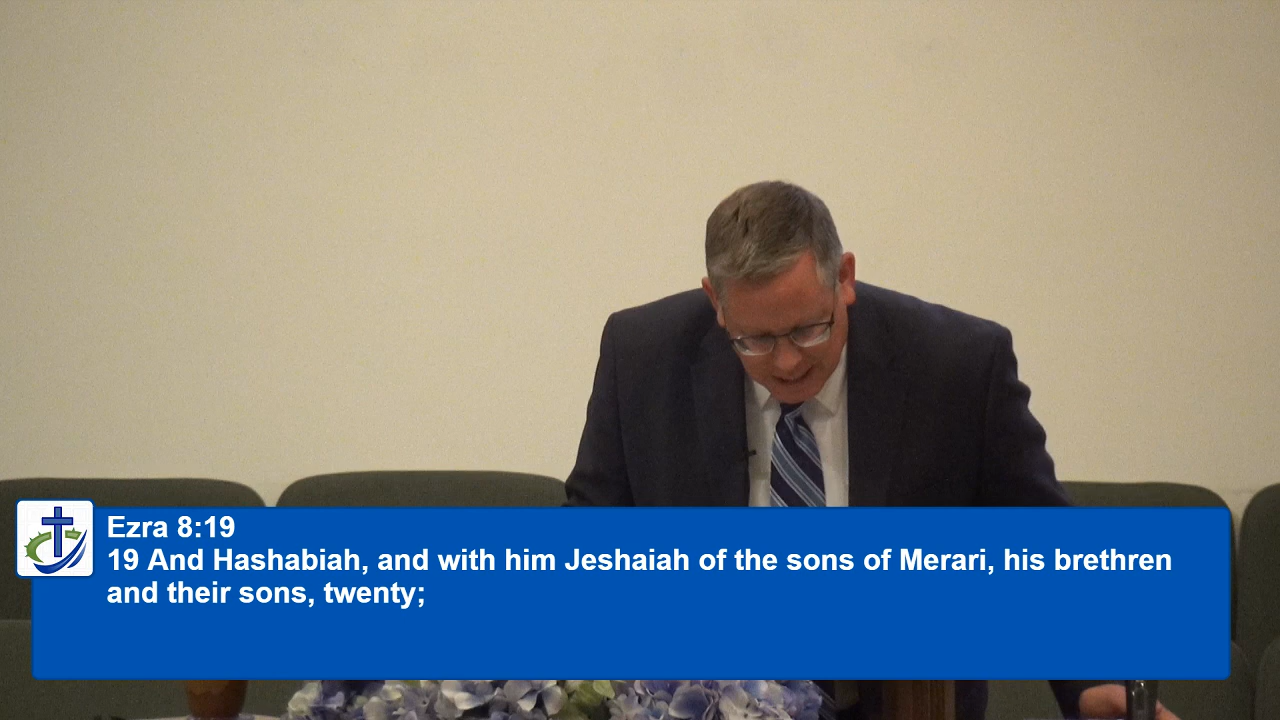 Ezra 8:19
19 And Hashabiah, and with him Jeshaiah of the sons of Merari, his brethren
and their sons, twenty;